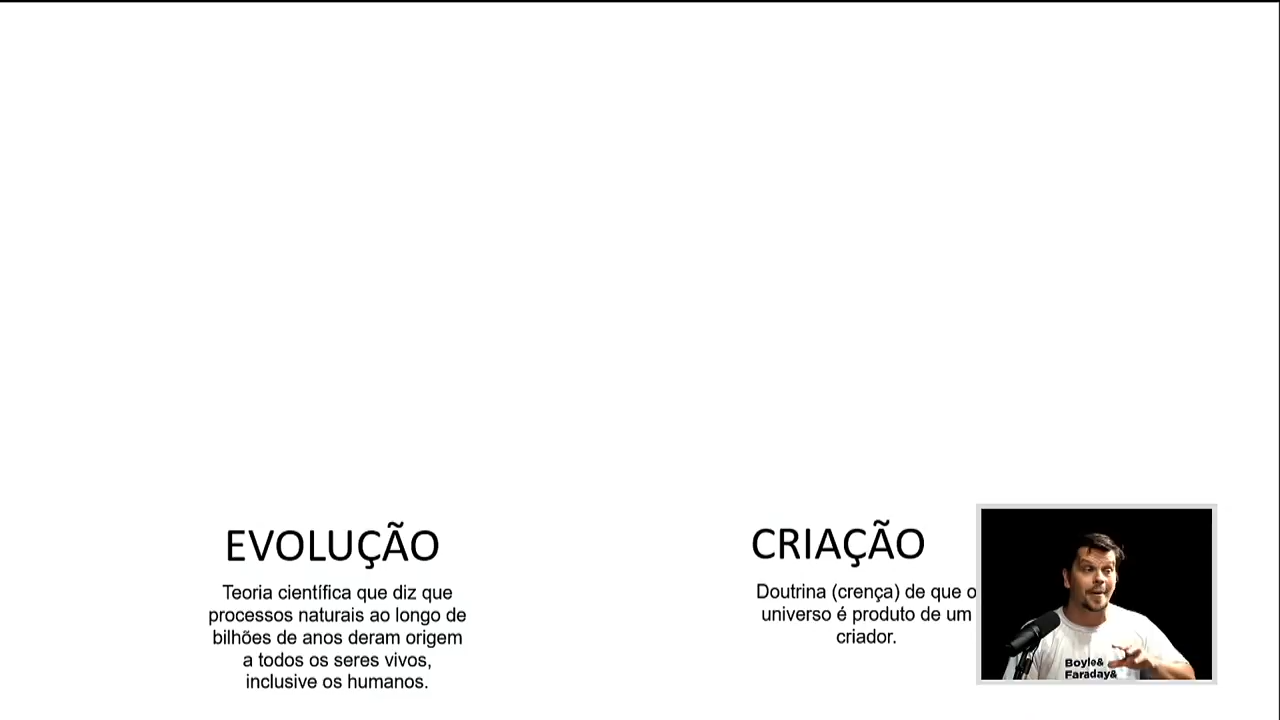 EVOLUÇÃO
Teoria científica que diz que
processos naturais ao longo de
bilhões de anos deram origem
a todos os seres vivos,
inclusive os humanos.
CRIAÇÃO
Doutrina (crença) de que o
universo é produto de um
criador.
Boyle&
Faraday&